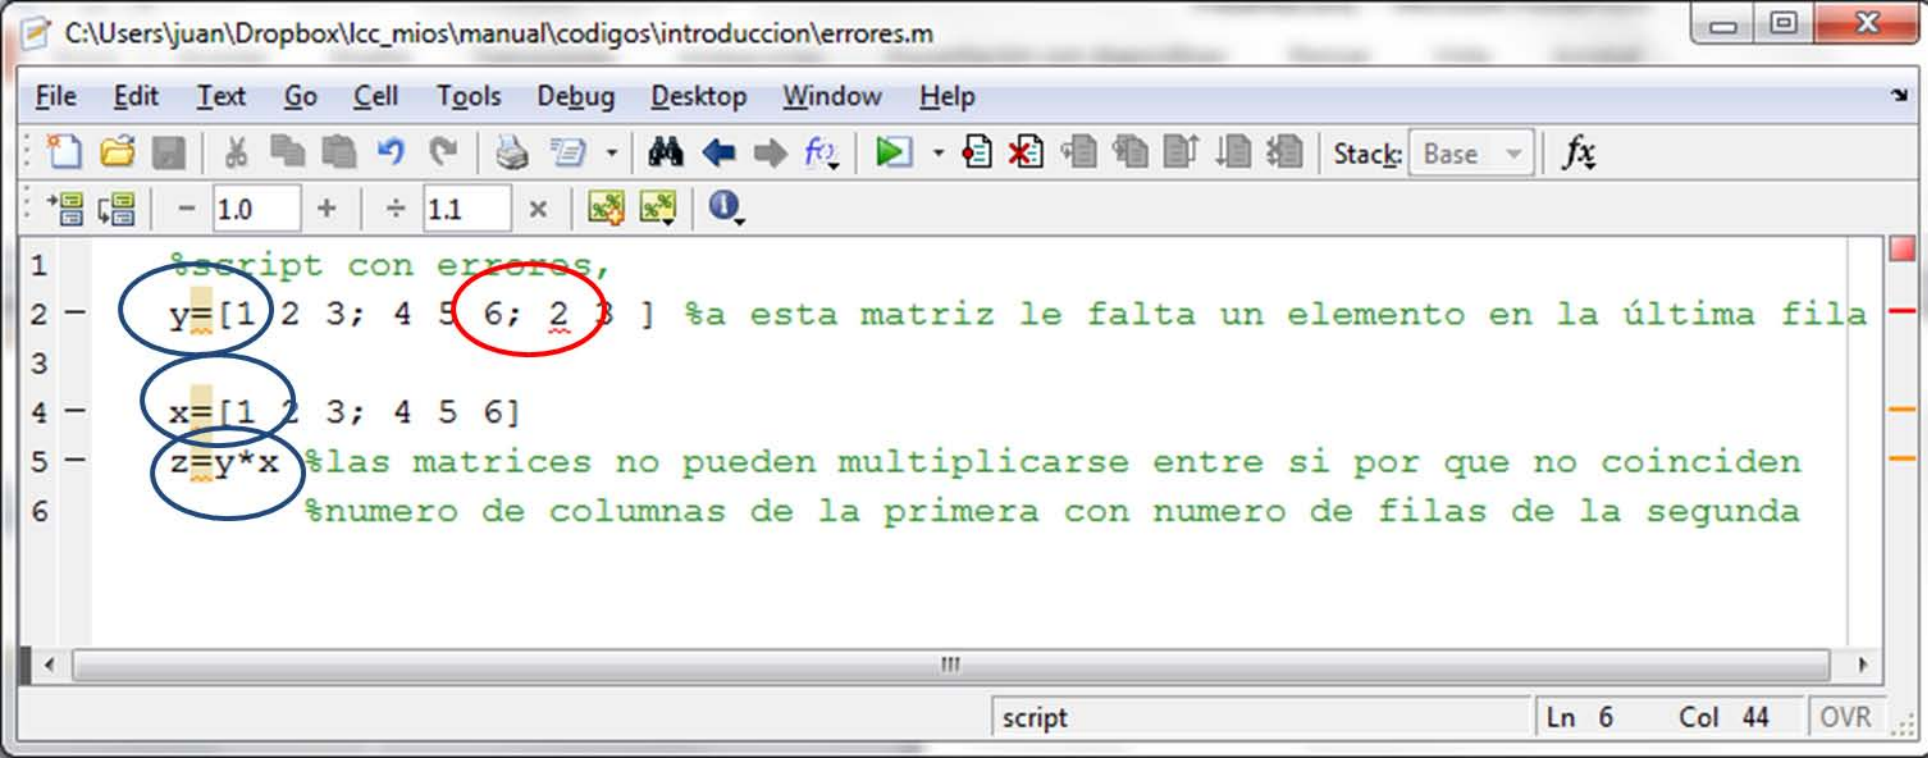 C:\Users\juan\Dropbox\lcc_mios\manual\codigos\introduccion\errores.m
File Edit Text Go Cell Tools Debug Desktop Window Help
Stack: Base fx
− 1.0 + ÷ 1.1 ×
1 %script con errores,
2 − y=[1 2 3; 4 5 6; 2 3 ] %a esta matriz le falta un elemento en la última fila
3
4 − x=[1 2 3; 4 5 6]
5 − z=y*x %las matrices no pueden multiplicarse entre si por que no coinciden
6 %numero de columnas de la primera con numero de filas de la segunda
script Ln 6 Col 44 OVR